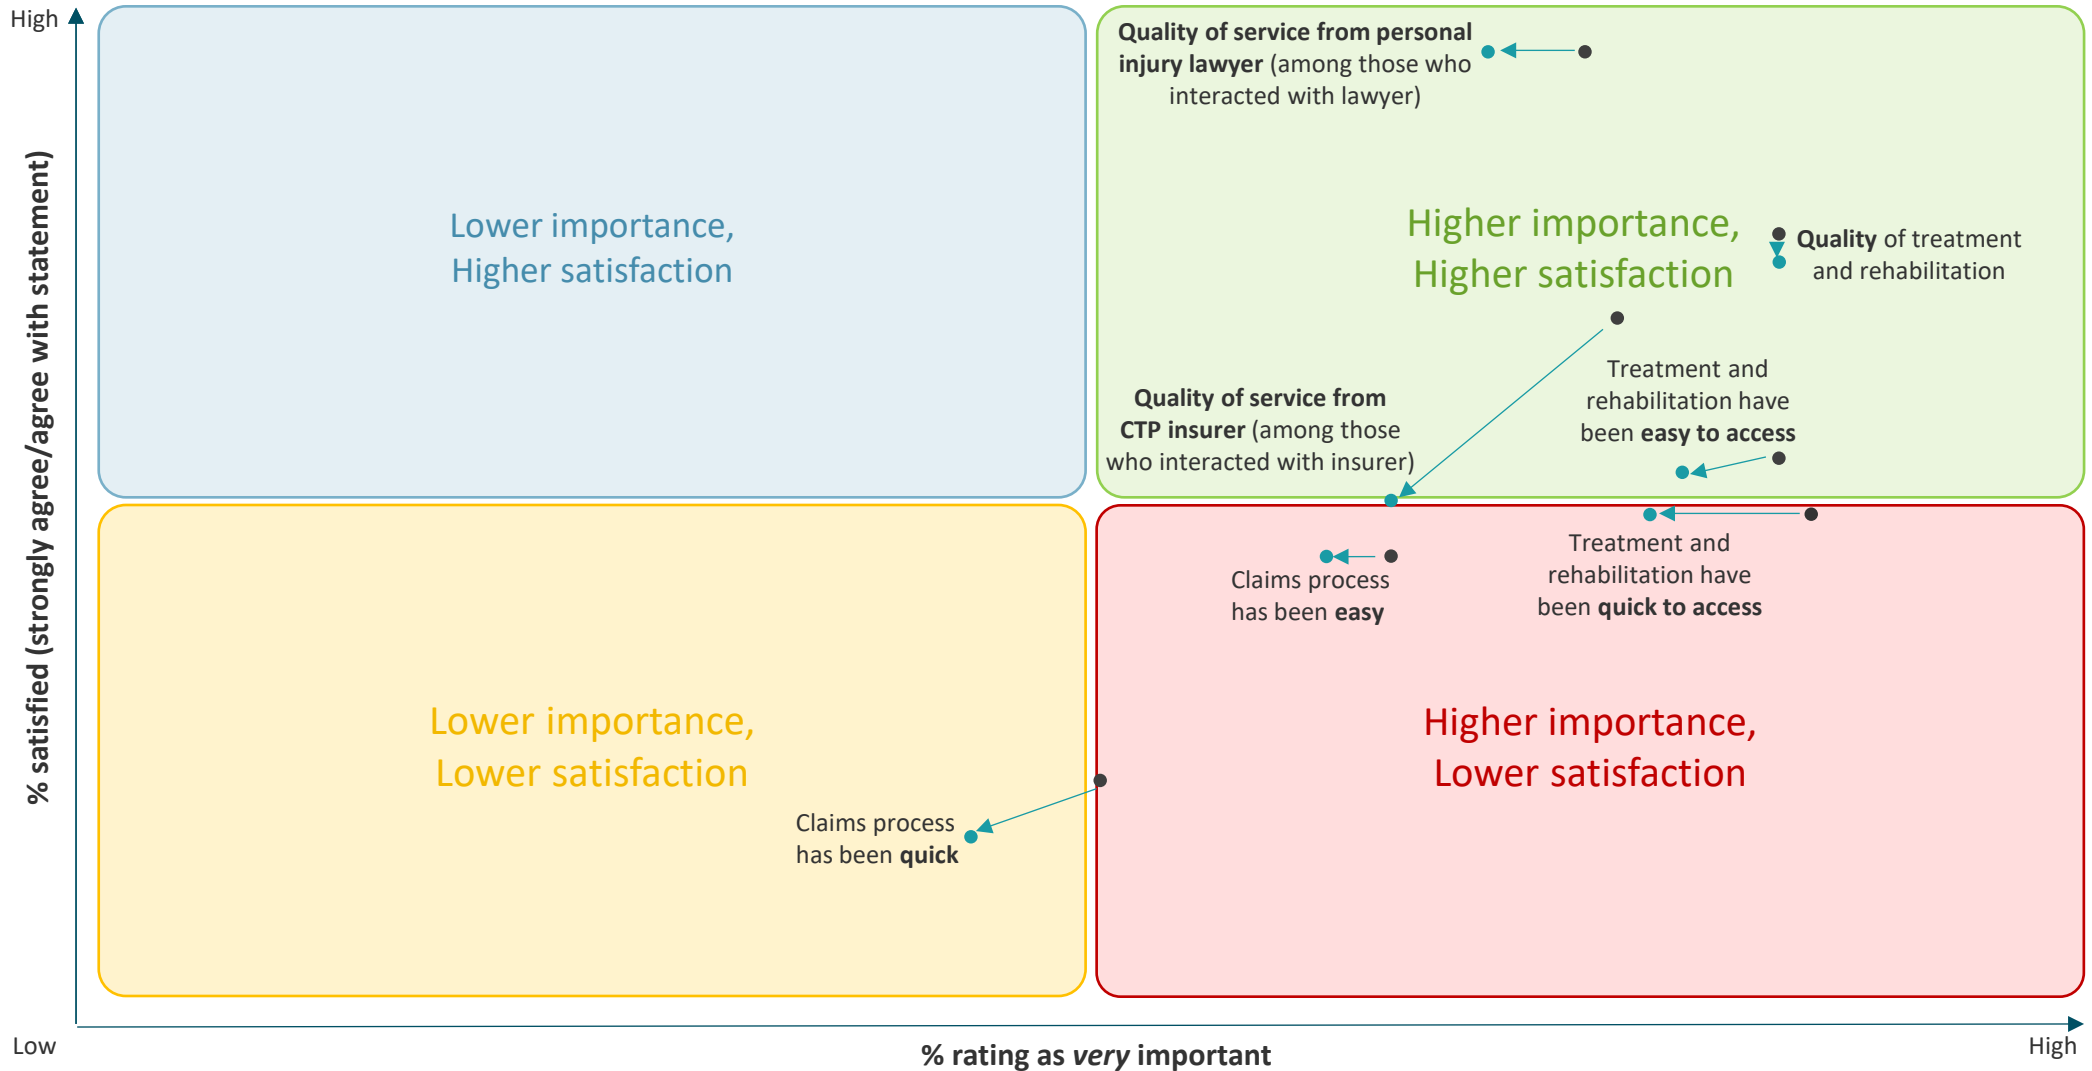 High
% satisfied (strongly agree/agree with statement)
Lower importance,
Higher satisfaction
Quality of service from personal
injury lawyer (among those who
interacted with lawyer)
Higher importance,
Higher satisfaction
Quality of treatment
and rehabilitation
Treatment and
rehabilitation have
been easy to access
Quality of service from
CTP insurer (among those
who interacted with insurer)
Lower importance,
Lower satisfaction
Claims process
has been quick
Claims process
has been easy
Treatment and
rehabilitation have
been quick to access
Higher importance,
Lower satisfaction
Low
% rating as very important
High